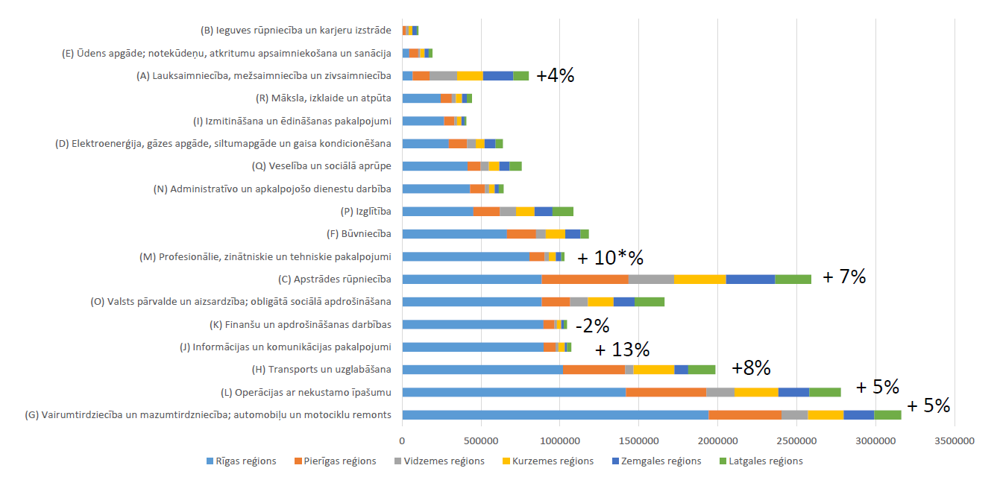 (B) Ieguves rūpniecība un karjeru izstrāde
(E) Ūdens apgāde; notekūdeņu, atkritumu apsaimniekošana un sanācija
(A) Lauksaimniecība, mežsaimniecība un zivsaimniecība +4%
(R) Māksla, izklaide un atpūta
(I) Izmitināšana un ēdināšanas pakalpojumi
(D) Elektroenerģija, gāzes apgāde, siltumapgāde un gaisa kondicionēšana
(Q) Veselība un sociālā aprūpe
(N) Administratīvo un apkalpojošo dienestu darbība
(P) Izglītība
(F) Būvniecība
(M) Profesionālie, zinātniskie un tehniskie pakalpojumi + 10*%
(C) Apstrādes rūpniecība + 7%
(O) Valsts pārvalde un aizsardzība; obligātā sociālā apdrošināšana
(K) Finanšu un apdrošināšanas darbības -2%
(J) Informācijas un komunikācijas pakalpojumi + 13%
(H) Transports un uzglabāšana +8%
(L) Operācijas ar nekustamo īpašumu + 5%
(G) Vairumtirdziecība un mazumtirdzniecība; automobiļu un motociklu remonts + 5%
0 500000 1000000 1500000 2000000 2500000 3000000 3500000
Rīgas reģions Pierīgas reģions Vidzemes reģions Kurzemes reģions Zemgales reģions Latgales reģions